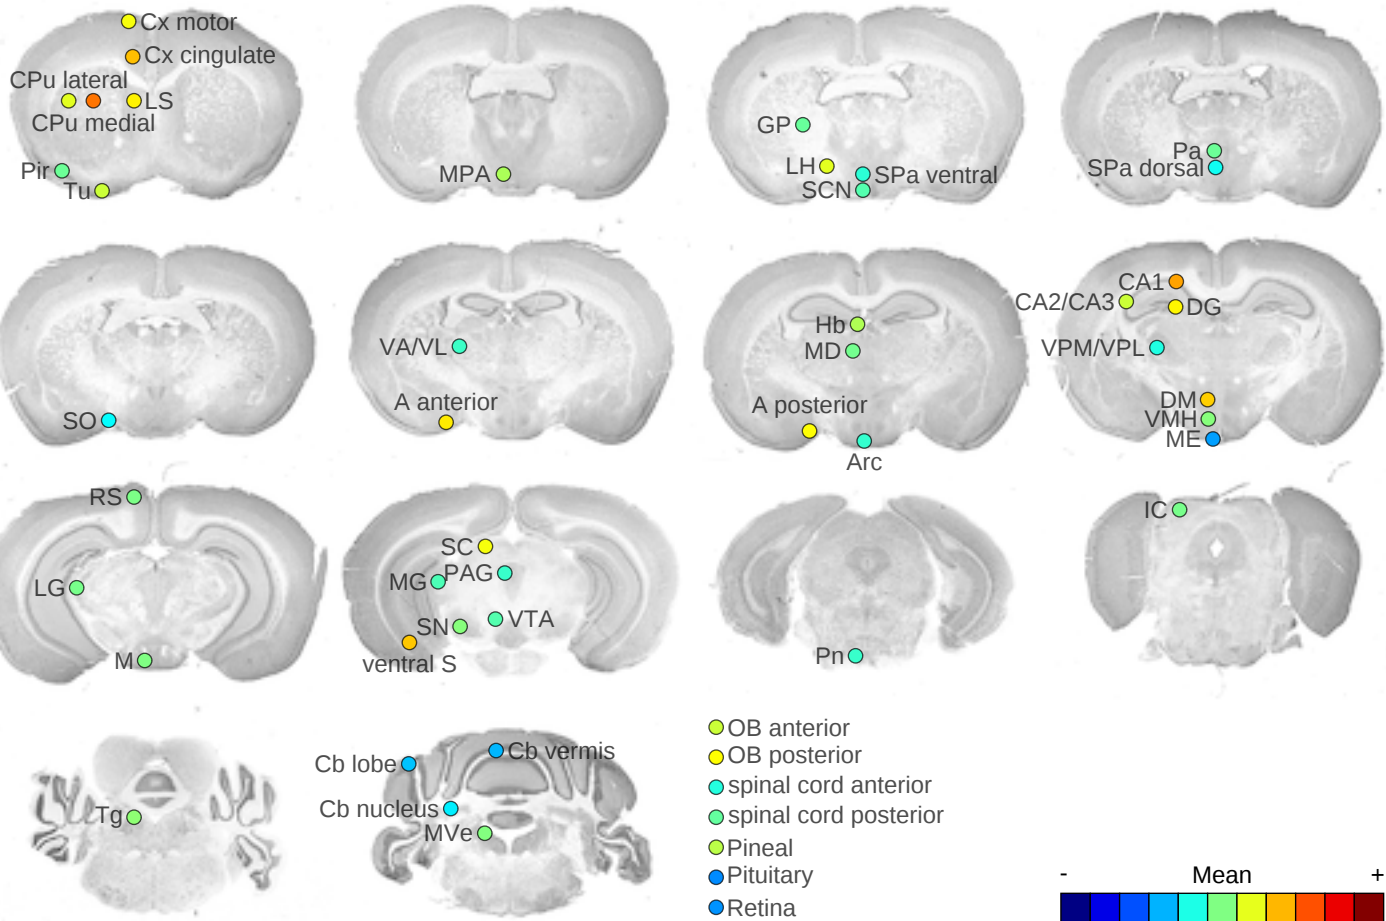 Cx motor
Cx cingulate
CPu lateral
LS
CPu medial
Pir
Tu
MPA
GP
LH
SPa ventral
SCN
Pa
SPa dorsal
SO
VA/VL
A anterior
Hb
MD
A posterior
Arc
CA1
CA2/CA3
DG
VPM/VPL
DM
VMH
ME
RS
LG
M
SC
MG
PAG
SN
VTA
ventral S
Pn
IC
Tg
Cb lobe
Cb vermis
Cb nucleus
MVe
OB anterior
OB posterior
spinal cord anterior
spinal cord posterior
Pineal
Pituitary
Retina
- Mean +